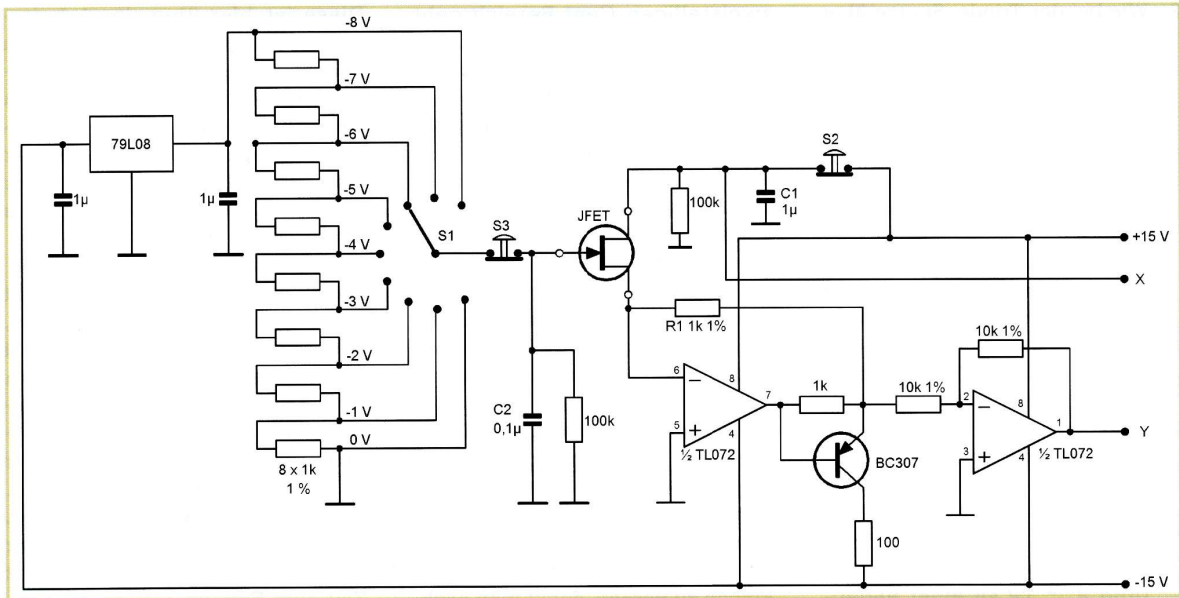 -8 V
-7 V
-6 V
-5 V
-4 V
-3 V
-2 V
-1 V
0 V
79L08
1µ
1µ
8 x 1k
1 %
S1
S3
C2
0,1µ
100k
JFET
100k
C1
1µ
S2
+15 V
X
R1 1k 1%
6
5
8
4
7
½ TL072
1k
BC307
100
10k 1%
10k 1%
2
3
8
4
1
½ TL072
Y
-15 V